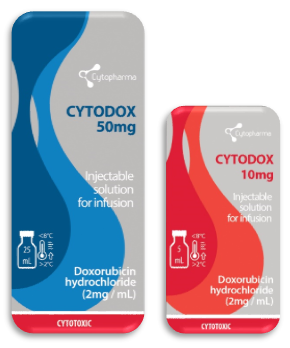 Cytopharma
CYTODOX
50mg
Injectable
solution
for infusion
25
mL
<8°C
>2°C
Doxorubicin
hydrochloride
(2mg / mL)
CYTOTOXIC
Cytopharma
CYTODOX
10mg
Injectable
solution
for infusion
5
mL
<8°C
>2°C
Doxorubicin
hydrochloride
(2mg / mL)
CYTOTOXIC